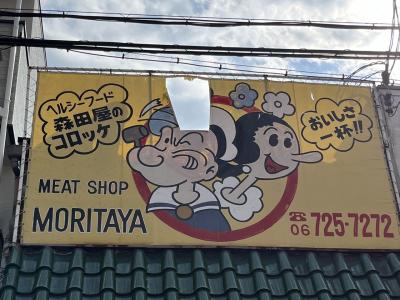 ヘルシーフード
森田屋の
コロッケ
おいしさ
一杯!!
MEAT SHOP
MORITAYA
☎
06 725-7272